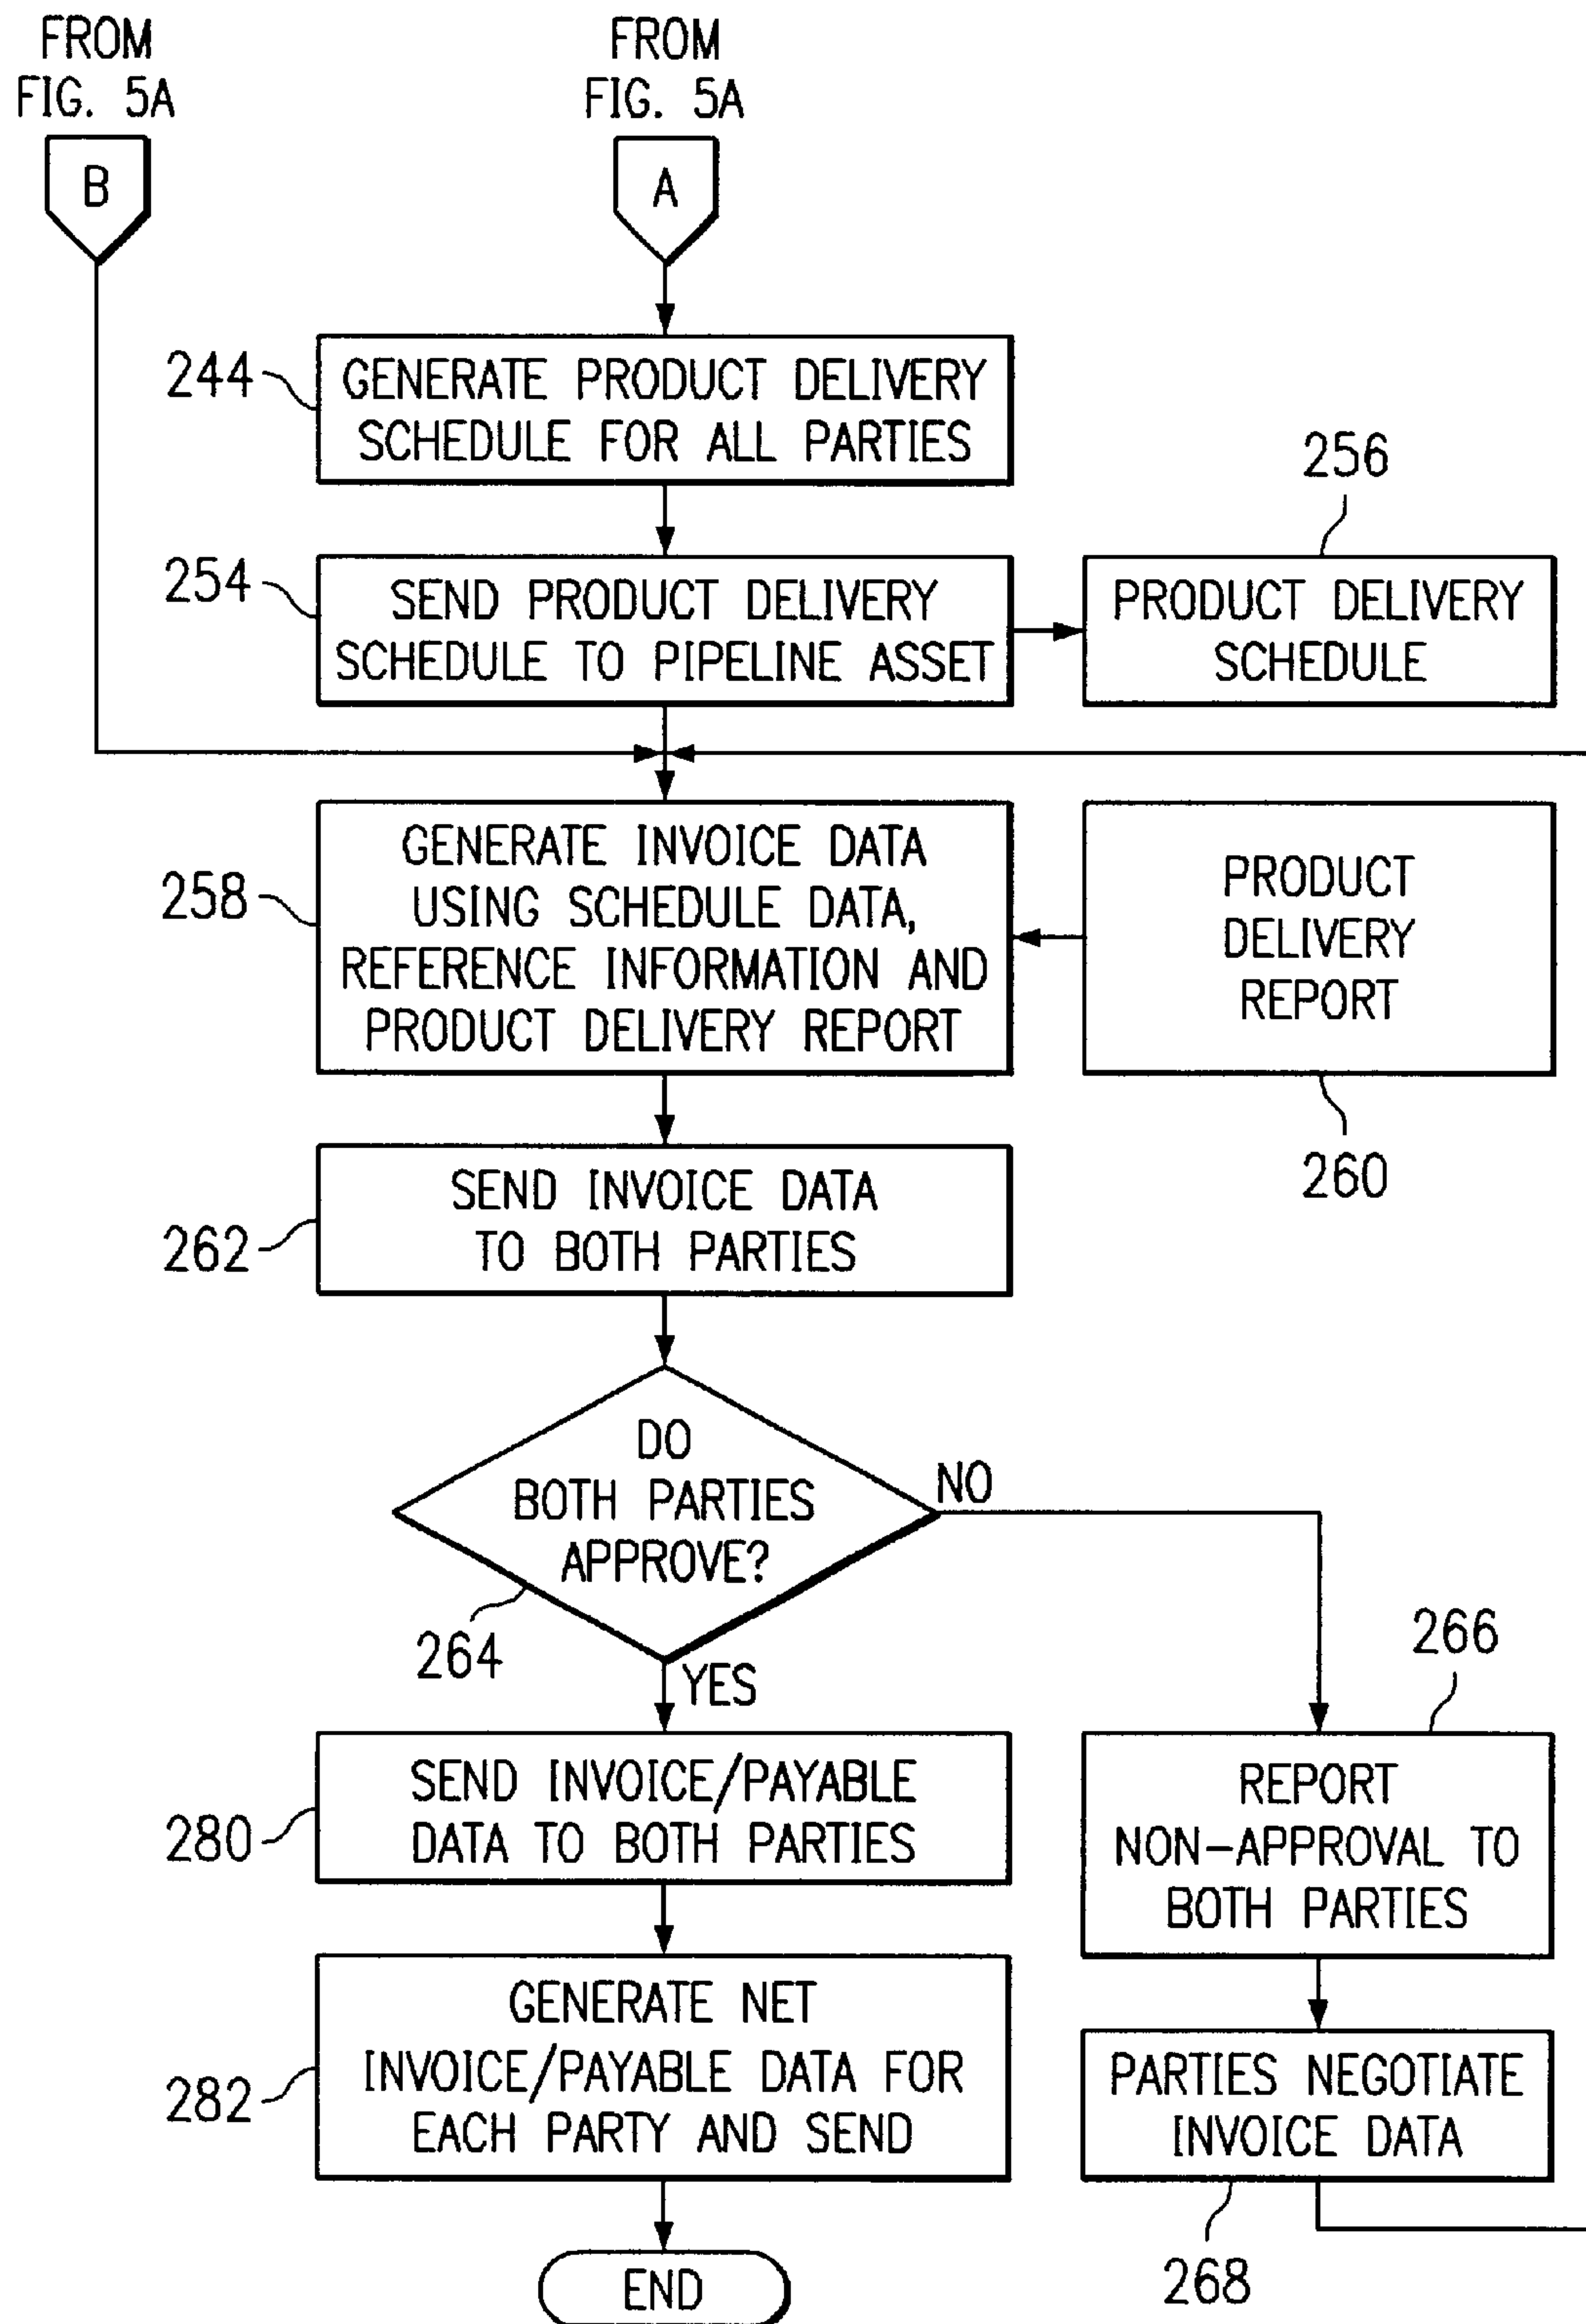 FROM
FIG. 5A
B
FROM
FIG. 5A
A
244
GENERATE PRODUCT DELIVERY
SCHEDULE FOR ALL PARTIES
254
SEND PRODUCT DELIVERY
SCHEDULE TO PIPELINE ASSET
256
PRODUCT DELIVERY
SCHEDULE
258
GENERATE INVOICE DATA
USING SCHEDULE DATA,
REFERENCE INFORMATION AND
PRODUCT DELIVERY REPORT
PRODUCT
DELIVERY
REPORT
260
262
SEND INVOICE DATA
TO BOTH PARTIES
DO
BOTH PARTIES
APPROVE?
264
NO
YES
280
SEND INVOICE/PAYABLE
DATA TO BOTH PARTIES
266
REPORT
NON-APPROVAL TO
BOTH PARTIES
282
GENERATE NET
INVOICE/PAYABLE DATA FOR
EACH PARTY AND SEND
PARTIES NEGOTIATE
INVOICE DATA
268
END